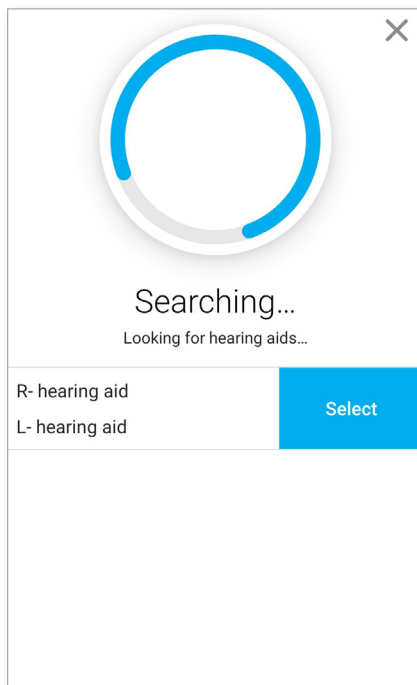 Searching...
Looking for hearing aids...
R- hearing aid
L- hearing aid
Select